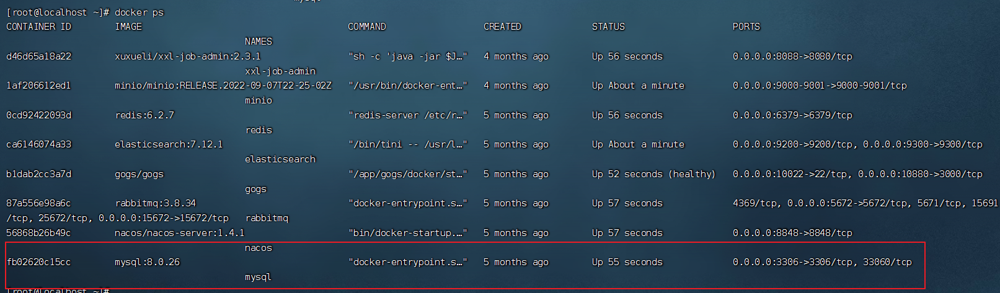 mysql
[root@localhost ~]# docker ps
CONTAINER ID IMAGE COMMAND CREATED STATUS PORTS
NAMES
d46d65a18a22 xuxueli/xxl-job-admin:2.3.1 "sh -c 'java -jar $J…" 4 months ago Up 56 seconds 0.0.0.0:8088->8080/tcp
xxl-job-admin
1af206612ed1 minio/minio:RELEASE.2022-09-07T22-25-02Z "/usr/bin/docker-ent…" 4 months ago Up About a minute 0.0.0.0:9000-9001->9000-9001/tcp
minio
0cd92422093d redis:6.2.7 "redis-server /etc/r…" 5 months ago Up 56 seconds 0.0.0.0:6379->6379/tcp
redis
ca6146074a33 elasticsearch:7.12.1 "/bin/tini -- /usr/l…" 5 months ago Up About a minute 0.0.0.0:9200->9200/tcp, 0.0.0.0:9300->9300/tcp
elasticsearch
b1dab2cc3a7d gogs/gogs "/app/gogs/docker/st…" 5 months ago Up 52 seconds (healthy) 0.0.0.0:10022->22/tcp, 0.0.0.0:10880->3000/tcp
gogs
87a556e98a6c rabbitmq:3.8.34 "docker-entrypoint.s…" 5 months ago Up 57 seconds 4369/tcp, 0.0.0.0:5672->5672/tcp, 5671/tcp, 15691
/tcp, 25672/tcp, 0.0.0.0:15672->15672/tcp rabbitmq
56868b26b49c nacos/nacos-server:1.4.1 "bin/docker-startup.…" 5 months ago Up 57 seconds 0.0.0.0:8848->8848/tcp
nacos
fb02620c15cc mysql:8.0.26 "docker-entrypoint.s…" 5 months ago Up 55 seconds 0.0.0.0:3306->3306/tcp, 33060/tcp
mysql
[root@localhost ~]#